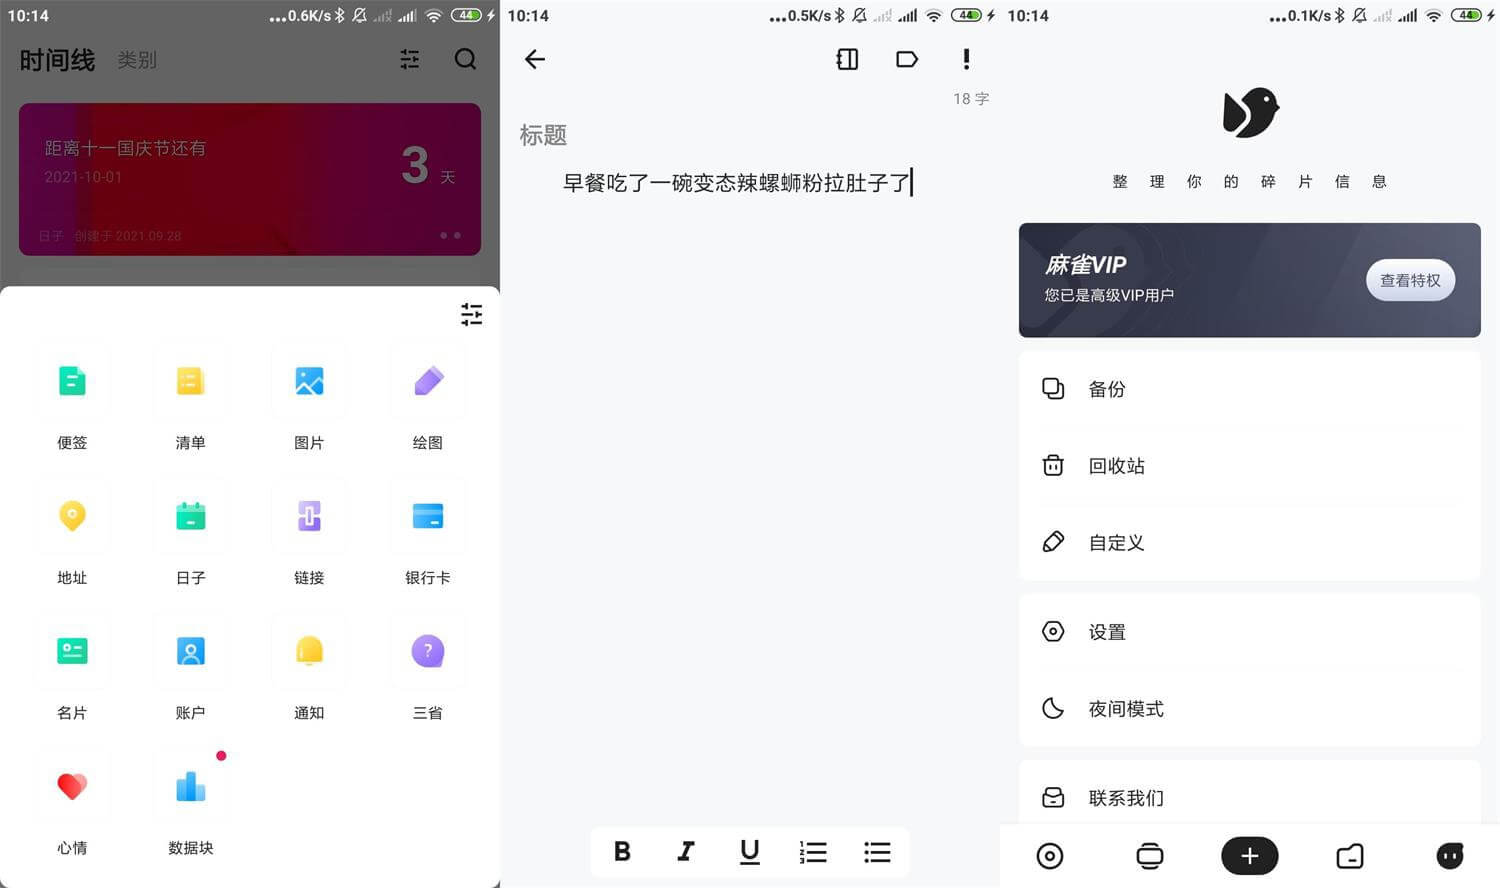 10:14
...0.6K/s
44
时间线 类别
距离十一国庆节还有
2021-10-01
3 天
日子 创建于 2021.09.28
便签 清单 图片 绘图
地址 日子 链接 银行卡
名片 账户 通知 三省
心情 数据块
10:14
...0.5K/s
44
18 字
标题
早餐吃了一碗变态辣螺蛳粉拉肚子了
B I U
10:14
...0.1K/s
44
整理你的碎片信息
麻雀VIP
您已是高级VIP用户
查看特权
备份
回收站
自定义
设置
夜间模式
联系我们